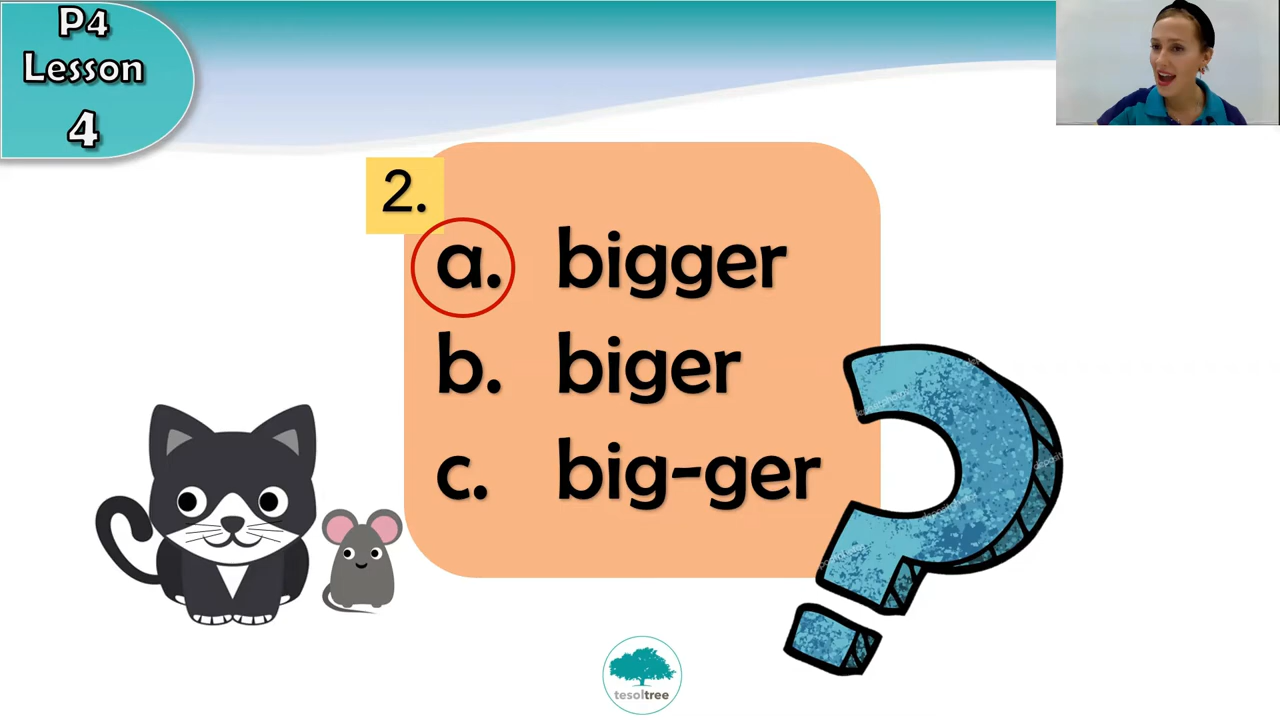 P4
Lesson
4
2.
a. bigger
b. biger
c. big-ger
tesoltree